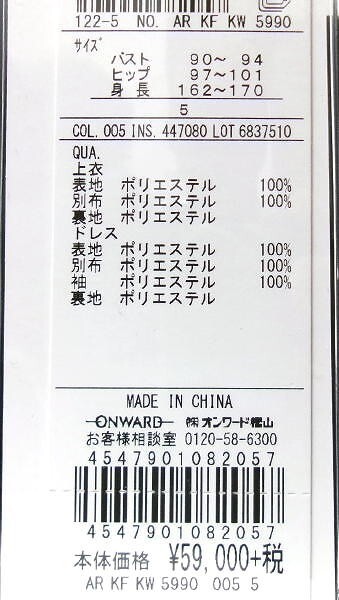 122-5 NO. AR KF KW 5990
サイズ
バスト 90～ 94
ヒップ 97～101
身 長 162～170
5
COL. 005 INS. 447080 LOT 6837510
QUA.
上衣
表地 ポリエステル 100%
別布 ポリエステル 100%
裏地 ポリエステル
ドレス
表地 ポリエステル 100%
別布 ポリエステル 100%
袖 ポリエステル 100%
裏地 ポリエステル
MADE IN CHINA
ONWARD ㈱オンワード樫山
お客様相談室 0120-58-6300
4547901082057
4547901082057
本体価格 ¥59,000+税
AR KF KW 5990 005 5